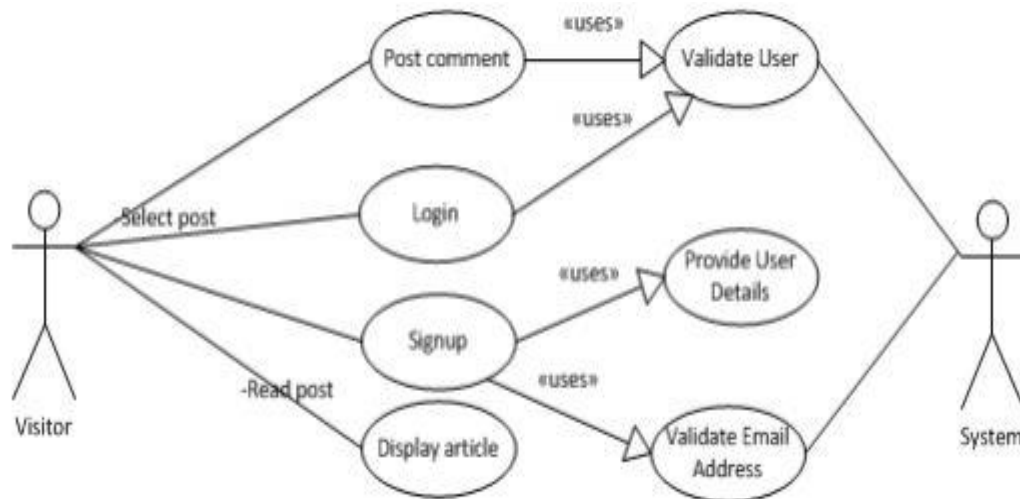 «uses»
Post comment
Validate User
«uses»
-Select post
Login
«uses»
Provide User
Details
Signup
-Read post
«uses»
Visitor
Display article
Validate Email
Address
System